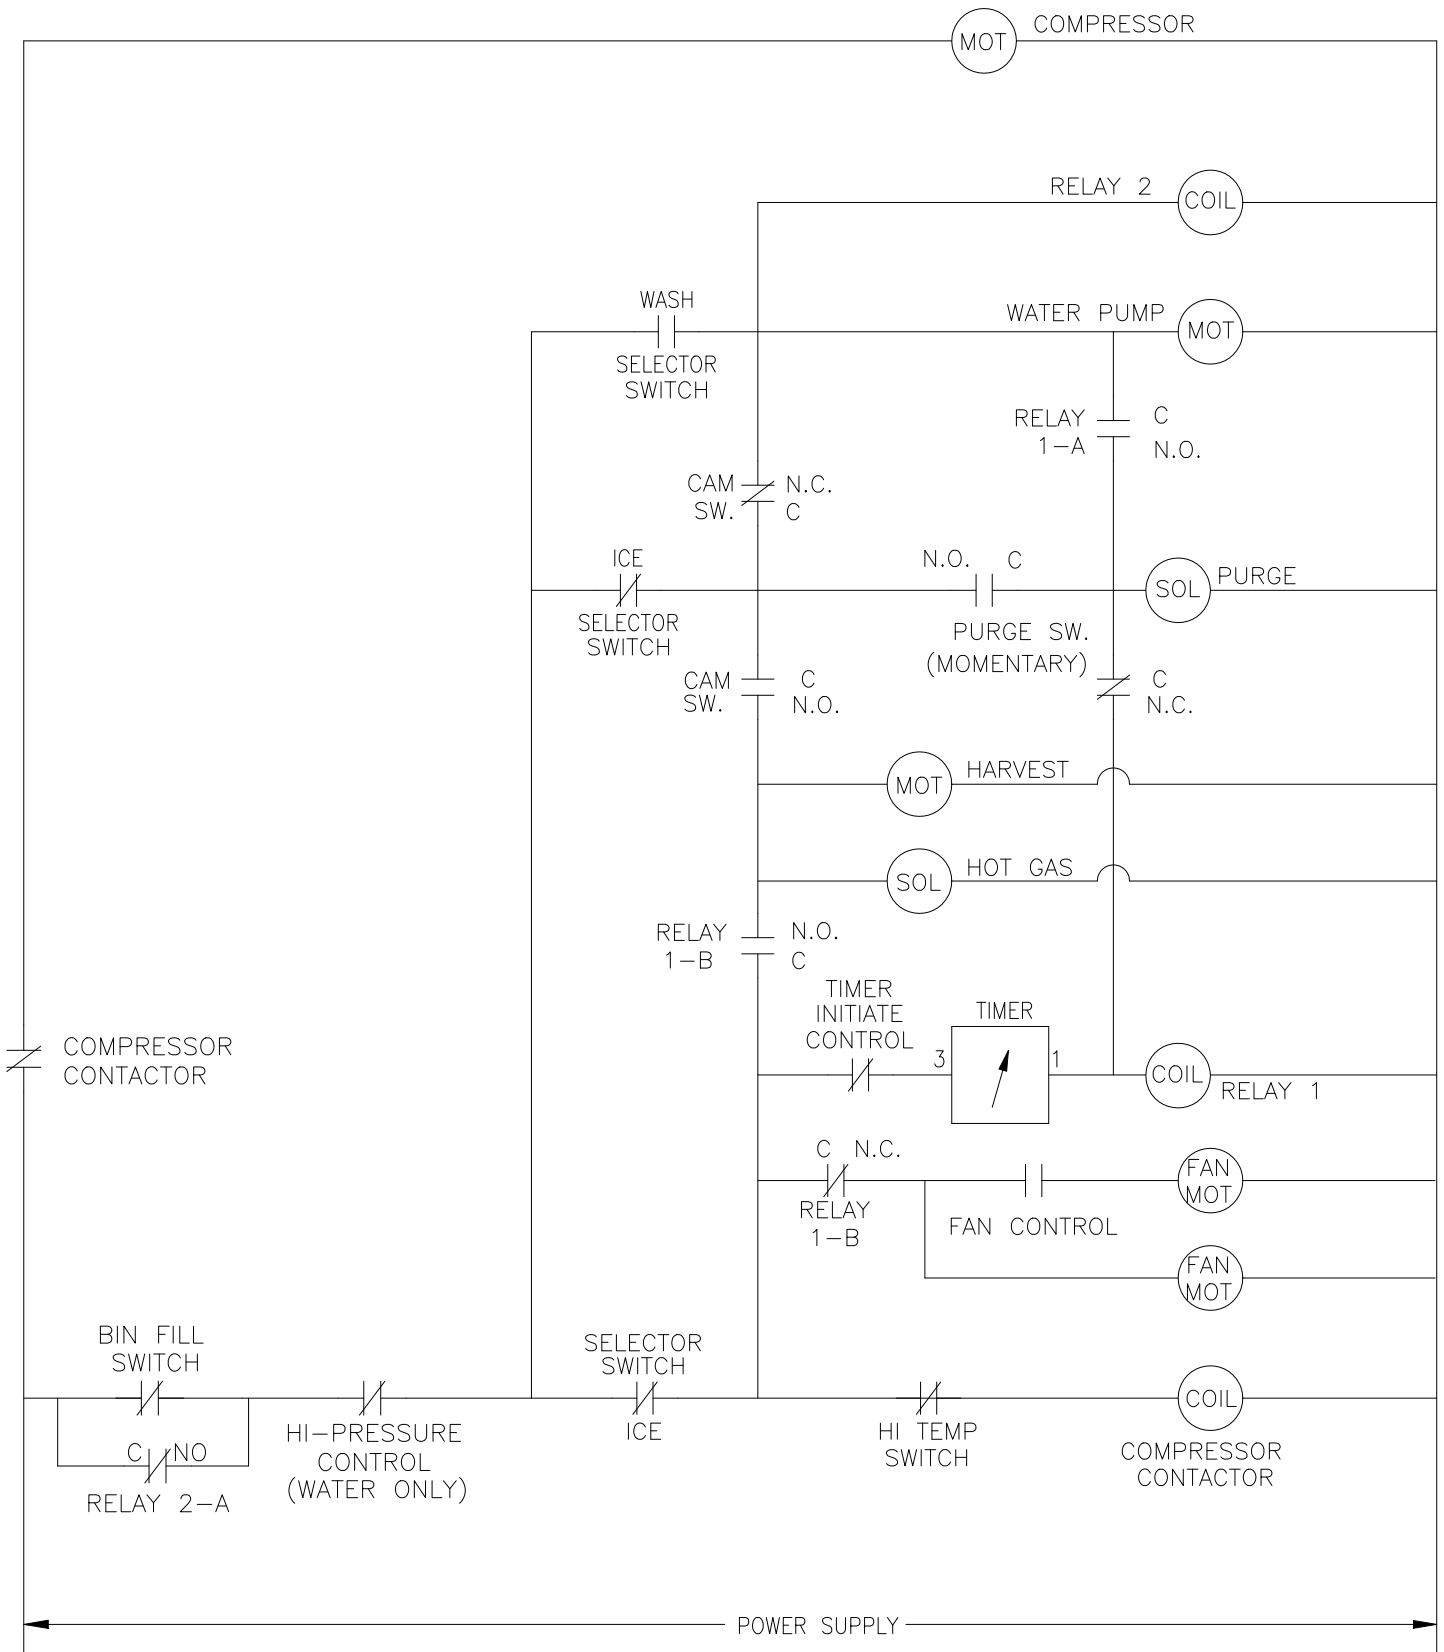 MOT COMPRESSOR
RELAY 2 COIL
WASH
SELECTOR
SWITCH
WATER PUMP MOT
RELAY
1-A
C
N.O.
CAM
SW.
N.C.
C
ICE
SELECTOR
SWITCH
N.O. C
PURGE SW.
(MOMENTARY)
SOL PURGE
CAM
SW.
C
N.O.
C
N.C.
MOT HARVEST
SOL HOT GAS
RELAY
1-B
N.O.
C
TIMER
INITIATE
CONTROL
TIMER
3 1
COIL RELAY 1
COMPRESSOR
CONTACTOR
C N.C.
RELAY
1-B
FAN CONTROL
FAN
MOT
FAN
MOT
BIN FILL
SWITCH
C NO
RELAY 2-A
HI-PRESSURE
CONTROL
(WATER ONLY)
SELECTOR
SWITCH
ICE
HI TEMP
SWITCH
COIL
COMPRESSOR
CONTACTOR
POWER SUPPLY